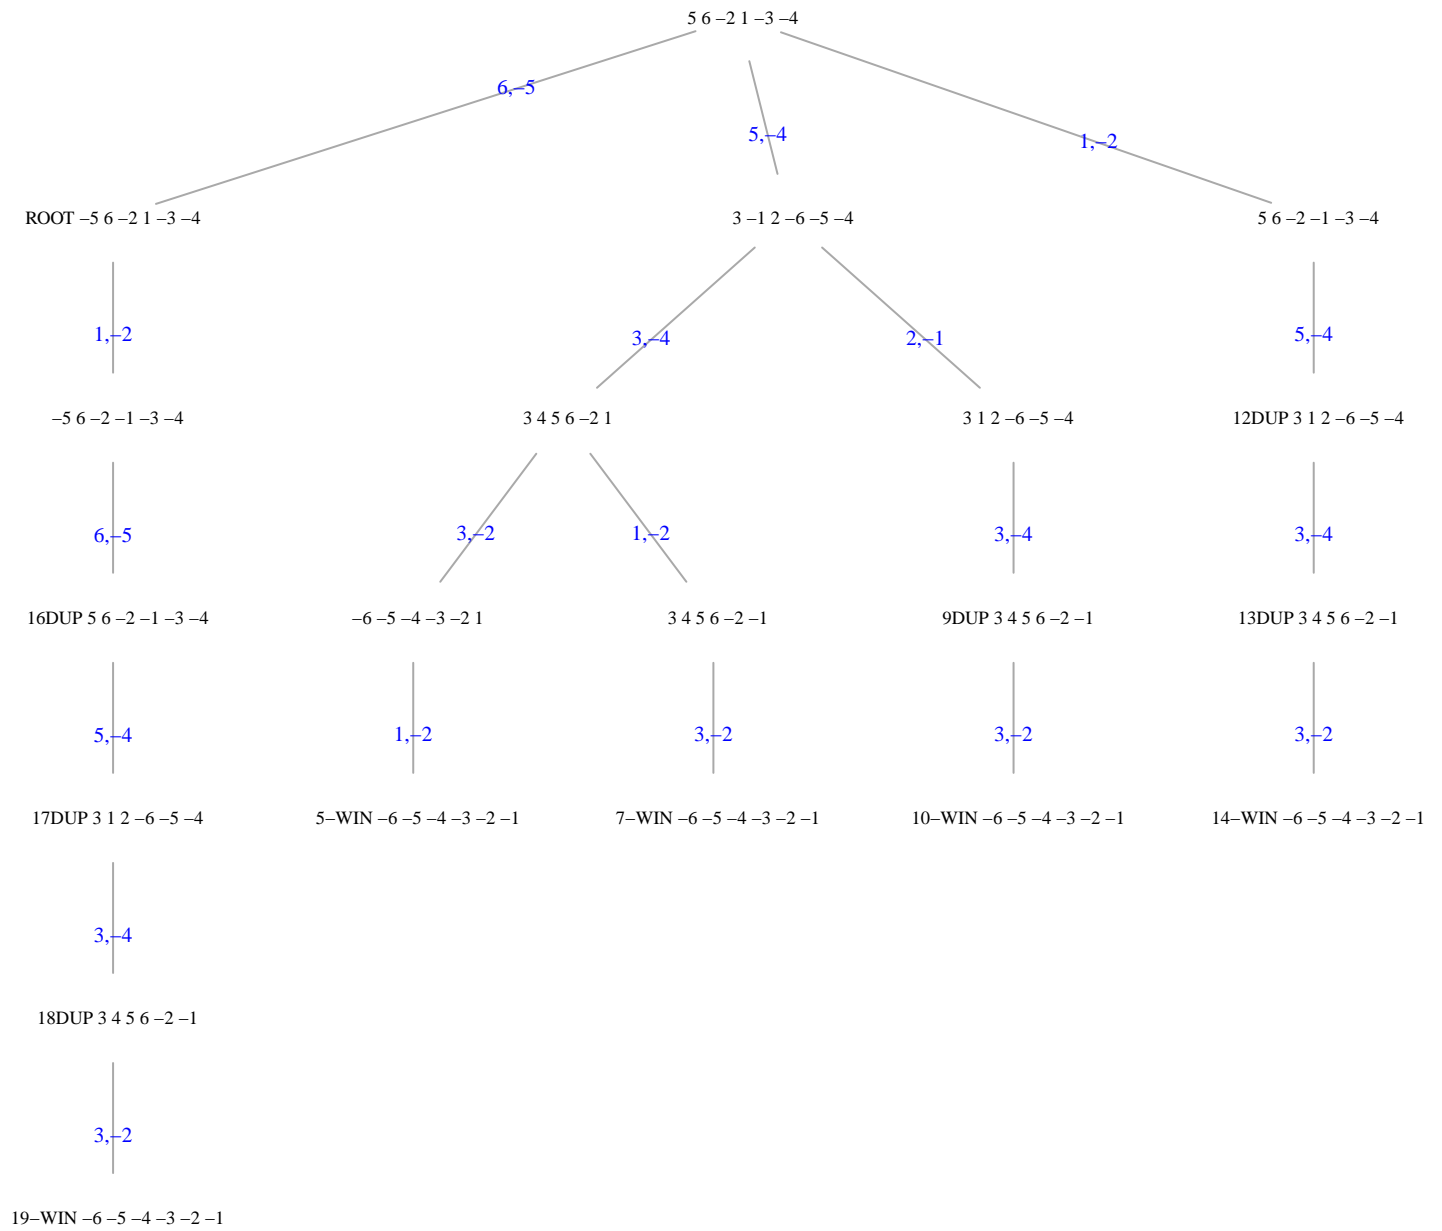 5 6 –2 1 –3 –4
6,–5
5,–4
1,–2
ROOT –5 6 –2 1 –3 –4
3 –1 2 –6 –5 –4
5 6 –2 –1 –3 –4
1,–2
3,–4
2,–1
5,–4
–5 6 –2 –1 –3 –4
3 4 5 6 –2 1
3 1 2 –6 –5 –4
12DUP 3 1 2 –6 –5 –4
6,–5
3,–2
1,–2
3,–4
3,–4
16DUP 5 6 –2 –1 –3 –4
–6 –5 –4 –3 –2 1
3 4 5 6 –2 –1
9DUP 3 4 5 6 –2 –1
13DUP 3 4 5 6 –2 –1
5,–4
1,–2
3,–2
3,–2
3,–2
17DUP 3 1 2 –6 –5 –4
5–WIN –6 –5 –4 –3 –2 –1
7–WIN –6 –5 –4 –3 –2 –1
10–WIN –6 –5 –4 –3 –2 –1
14–WIN –6 –5 –4 –3 –2 –1
3,–4
18DUP 3 4 5 6 –2 –1
3,–2
19–WIN –6 –5 –4 –3 –2 –1